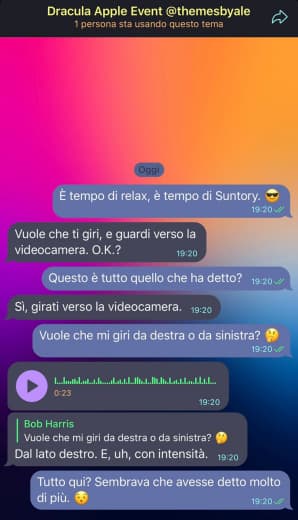 Dracula Apple Event @themesbyale
1 persona sta usando questo tema
Oggi
È tempo di relax, è tempo di Suntory. 😎
19:20
Vuole che ti giri, e guardi verso la
videocamera. O.K.?
19:20
Questo è tutto quello che ha detto?
19:20
Sì, girati verso la videocamera.
19:20
Vuole che mi giri da destra o da sinistra? 🤔
19:20
0:23
19:20
Bob Harris
Vuole che mi giri da destra o da sinistra? 🤔
Dal lato destro. E, uh, con intensità.
19:20
Tutto qui? Sembrava che avesse detto molto
di più. 😧
19:20